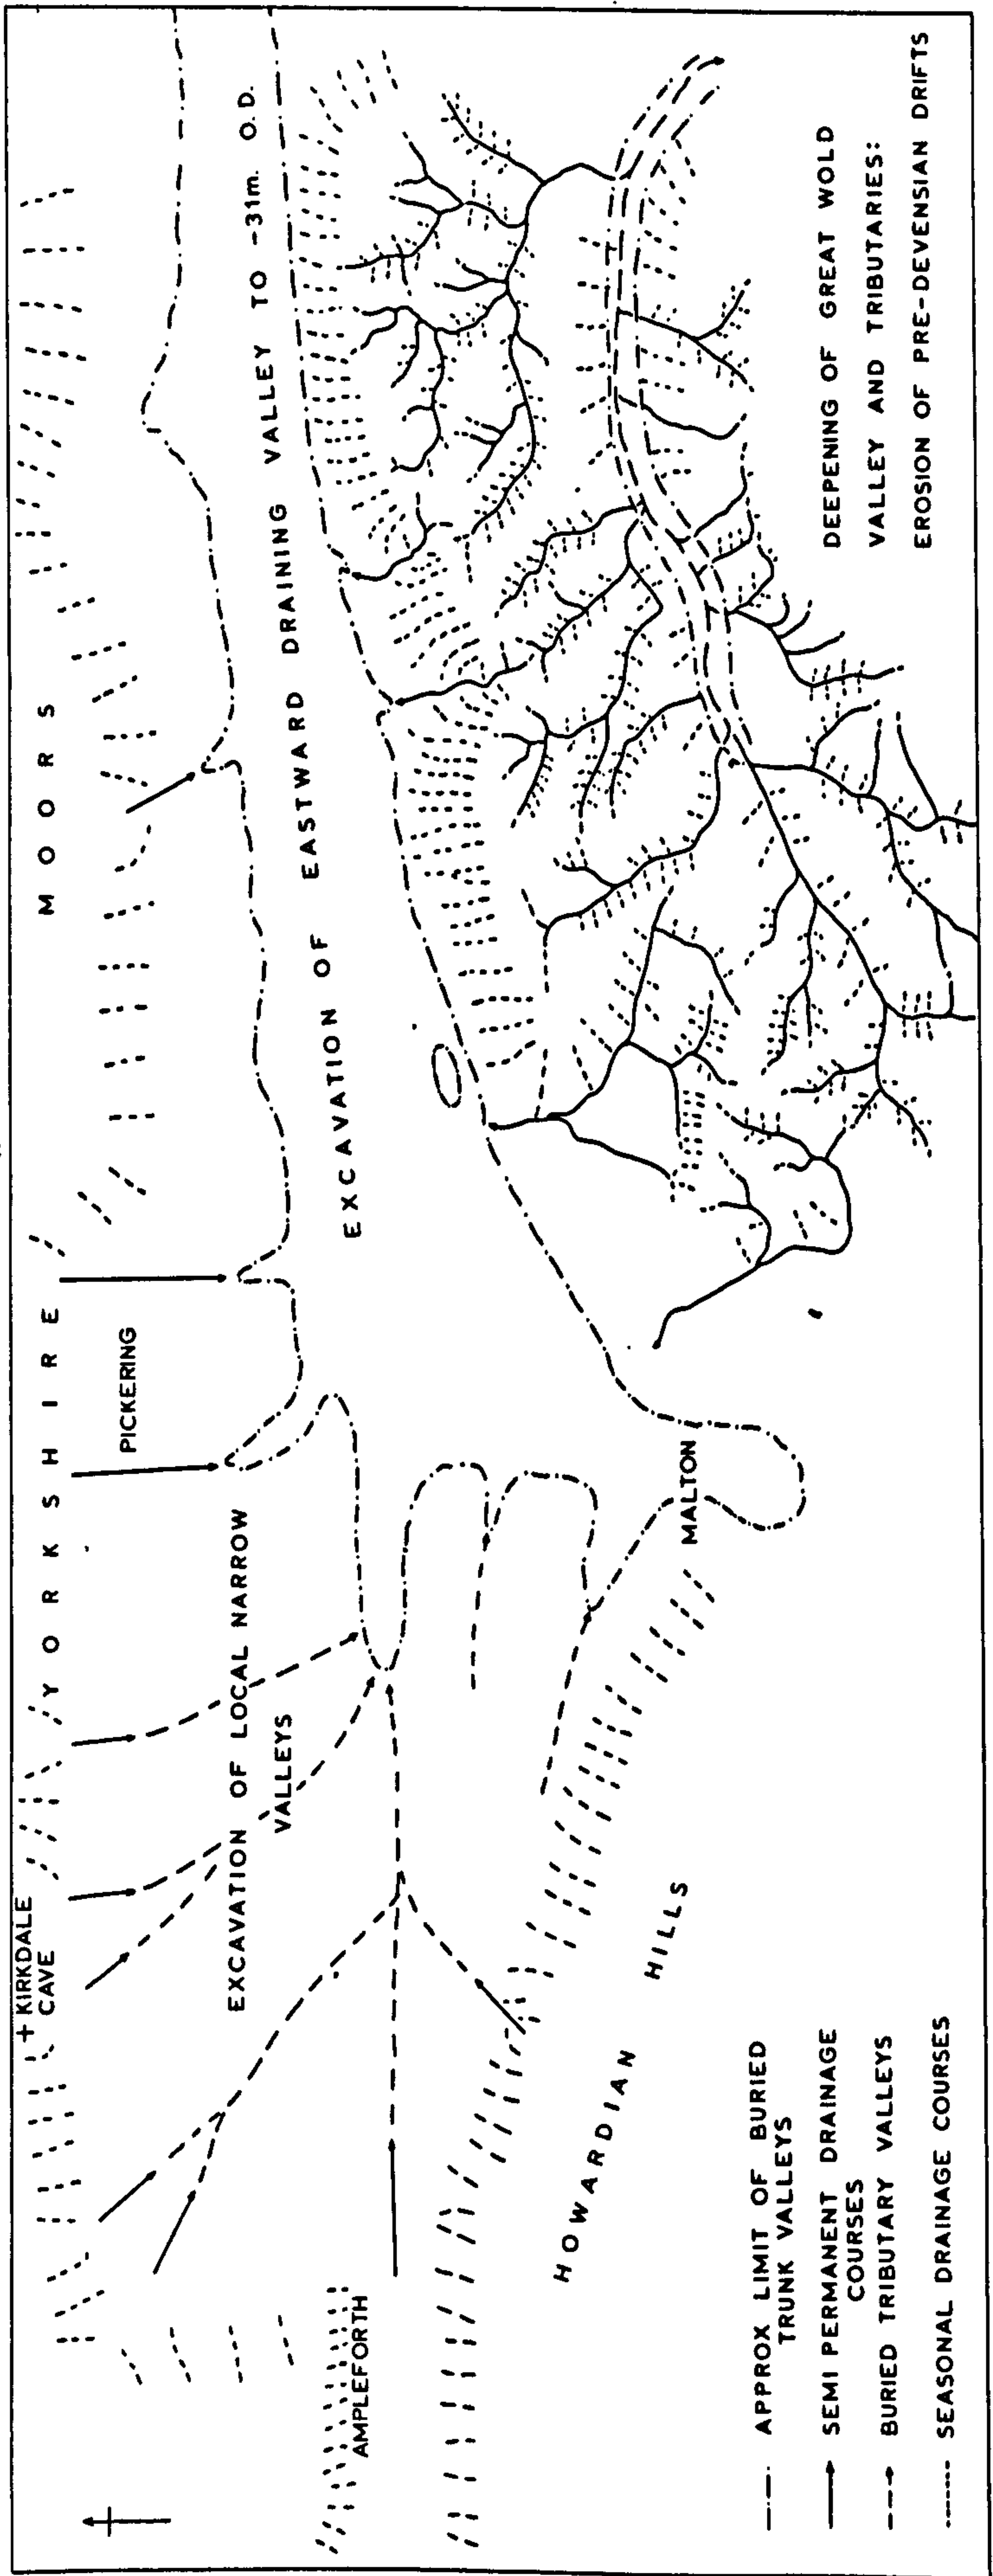 YORKSHIRE MOORS
+ KIRKDALE
CAVE
PICKERING
EXCAVATION OF LOCAL NARROW
VALLEYS
EXCAVATION OF EASTWARD DRAINING VALLEY TO -31m. O.D.
AMPLEFORTH
MALTON
HOWARDIAN HILLS
DEEPENING OF GREAT WOLD
VALLEY AND TRIBUTARIES:
EROSION OF PRE-DEVENSIAN DRIFTS
APPROX LIMIT OF BURIED
TRUNK VALLEYS
SEMI PERMANENT DRAINAGE
COURSES
BURIED TRIBUTARY VALLEYS
SEASONAL DRAINAGE COURSES